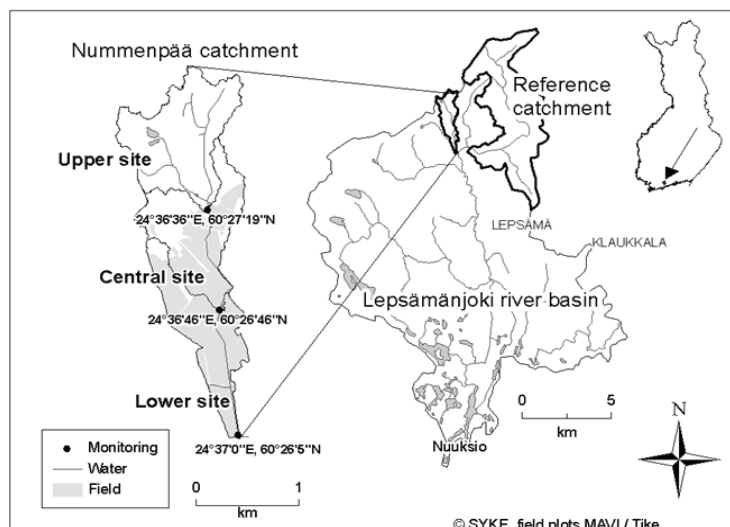 Nummenpää catchment
Reference
catchment
Upper site
24°36'36"E, 60°27'19"N
LEPSÄMÄ
KLAUKKALA
Central site
24°36'46"E, 60°26'46"N
Lepsämänjoki river basin
Lower site
0 5
km
N
Monitoring
Water
Field
24°37'0"E, 60°26'5"N
Nuuksio
0 1
km
© SYKE, field plots MAVI / Tike